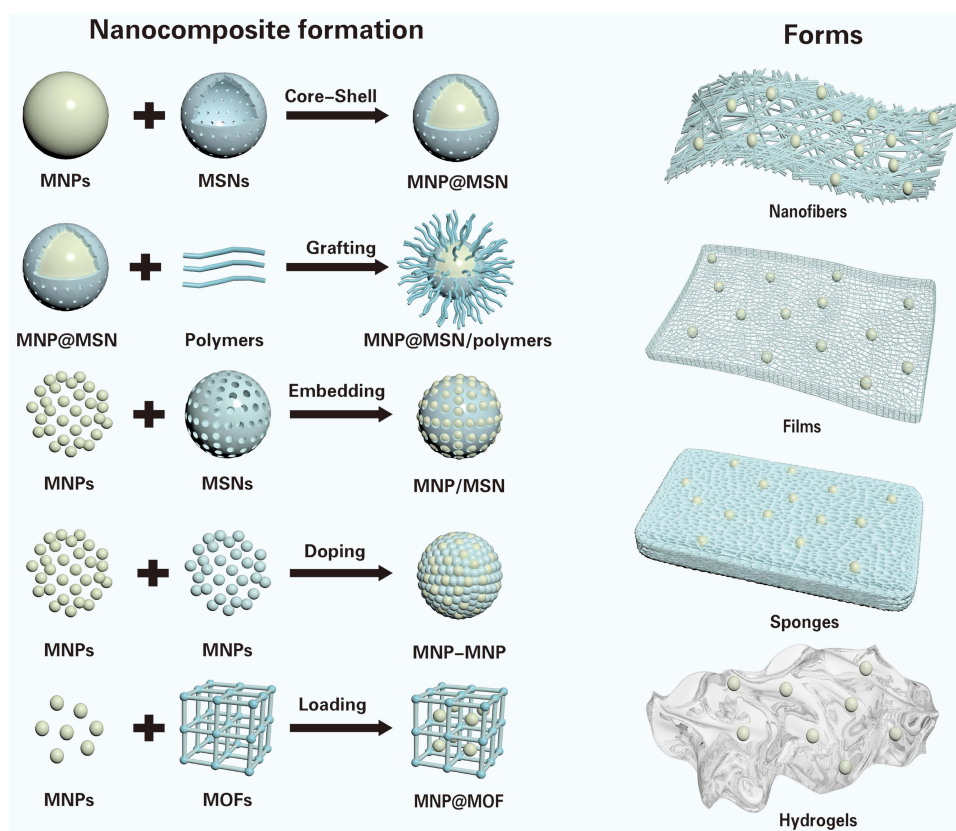 Nanocomposite formation
MNPs
MSNs
Core–Shell
MNP@MSN
MNP@MSN
Polymers
Grafting
MNP@MSN/polymers
MNPs
MSNs
Embedding
MNP/MSN
MNPs
MNPs
Doping
MNP–MNP
MNPs
MOFs
Loading
MNP@MOF
Forms
Nanofibers
Films
Sponges
Hydrogels